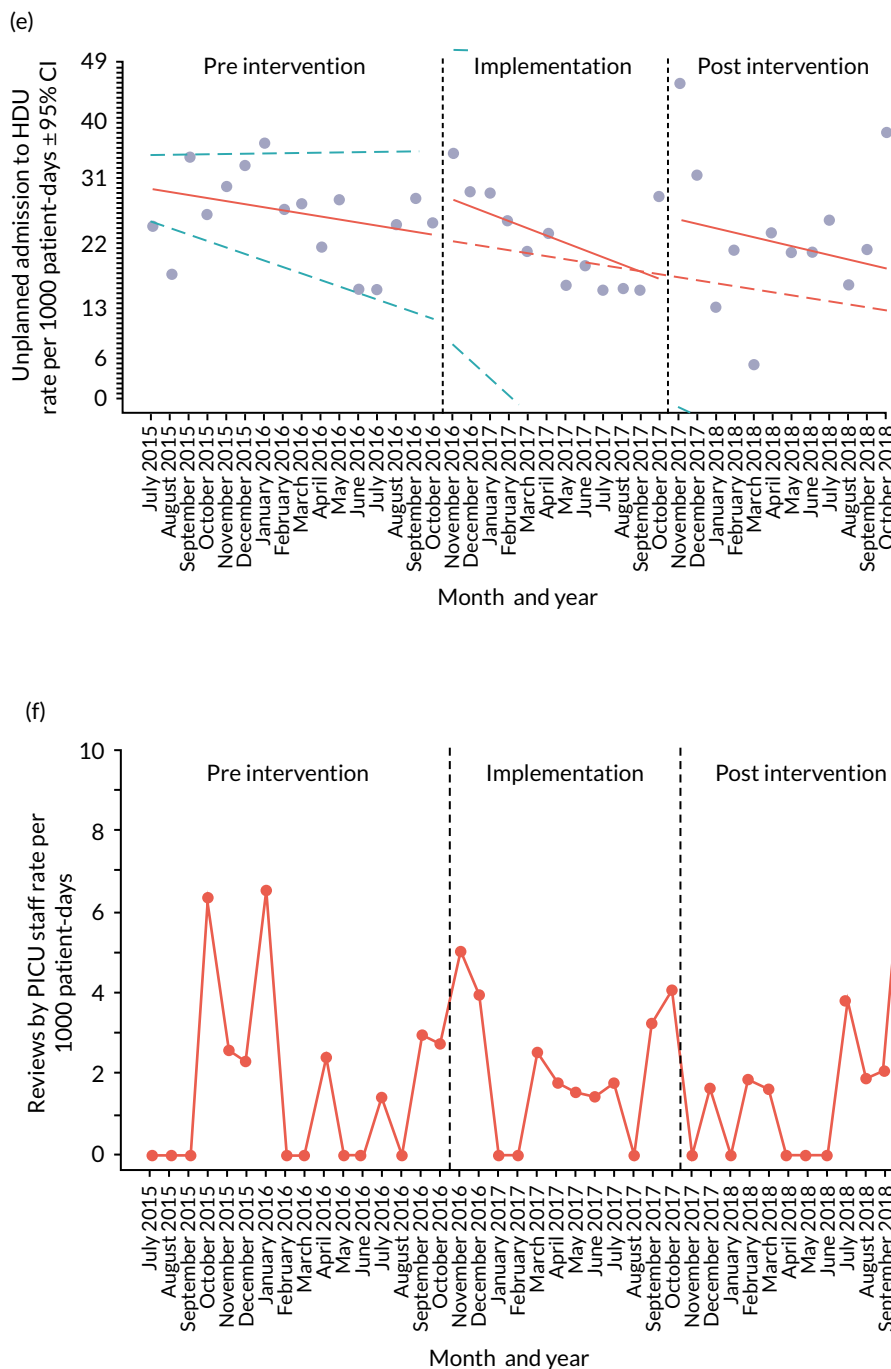 (e)
Unplanned admission to HDU
rate per 1000 patient-days ± 95% CI
49
40
31
22
13
6
0
Pre intervention
Implementation
Post intervention
July 2015
August 2015
September 2015
October 2015
November 2015
December 2015
January 2016
February 2016
March 2016
April 2016
May 2016
June 2016
July 2016
August 2016
September 2016
October 2016
November 2016
December 2016
January 2017
February 2017
March 2017
April 2017
May 2017
June 2017
July 2017
August 2017
September 2017
October 2017
November 2017
December 2017
January 2018
February 2018
March 2018
April 2018
May 2018
June 2018
July 2018
August 2018
September 2018
October 2018
Month and year
(f)
Reviews by PICU staff rate per
1000 patient-days
10
8
6
4
2
0
Pre intervention
Implementation
Post intervention
July 2015
August 2015
September 2015
October 2015
November 2015
December 2015
January 2016
February 2016
March 2016
April 2016
May 2016
June 2016
July 2016
August 2016
September 2016
October 2016
November 2016
December 2016
January 2017
February 2017
March 2017
April 2017
May 2017
June 2017
July 2017
August 2017
September 2017
October 2017
November 2017
December 2017
January 2018
February 2018
March 2018
April 2018
May 2018
June 2018
July 2018
August 2018
September 2018
Month and year